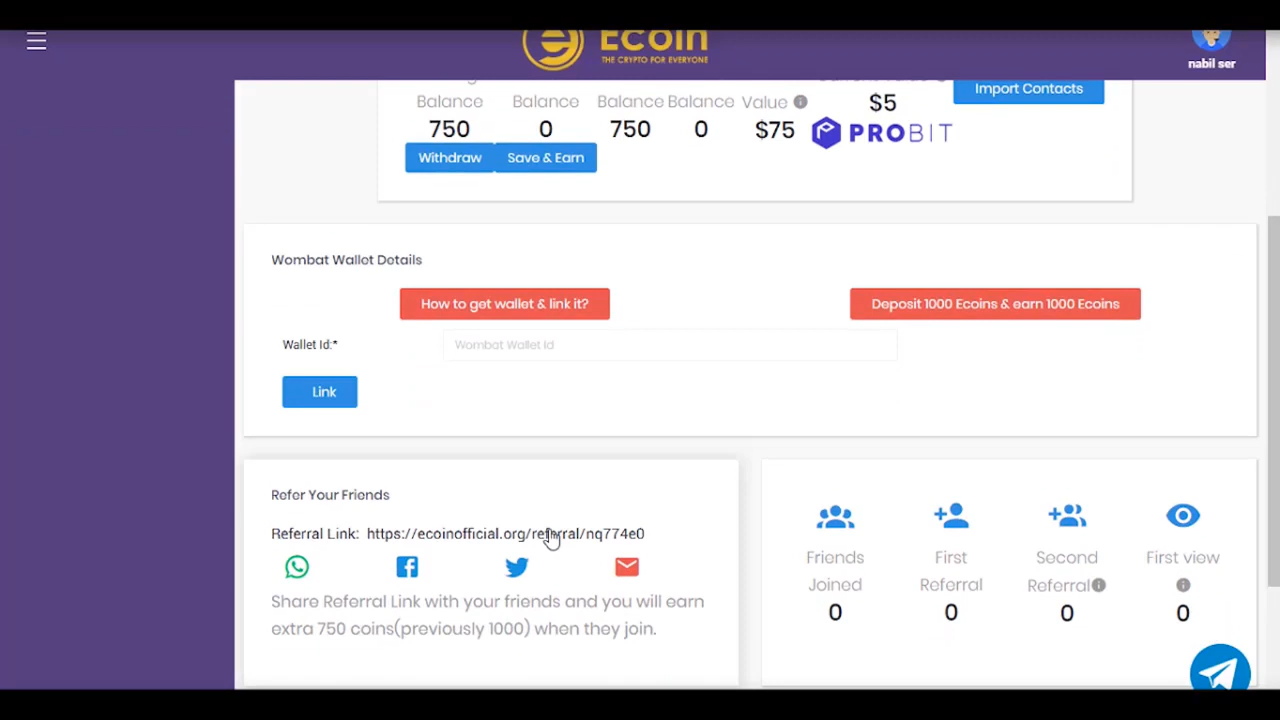 Ecoin
THE CRYPTO FOR EVERYONE
nabil ser
Import Contacts
Balance Balance Balance Balance Value $5
750 0 750 0 $75 PROBIT
Withdraw Save & Earn
Wombat Wallet Details
How to get wallet & link it? Deposit 1000 Ecoins & earn 1000 Ecoins
Wallet Id:* Wombat Wallet Id
Link
Refer Your Friends
Referral Link: https://ecoinofficial.org/referral/nq774e0
Share Referral Link with your friends and you will earn
extra 750 coins(previously 1000) when they join.
Friends First Second First view
Joined Referral Referral
0 0 0 0